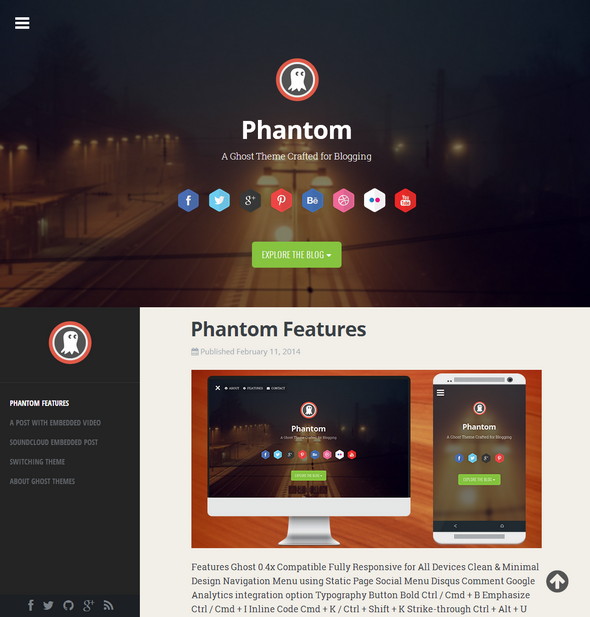 Phantom
A Ghost Theme Crafted for Blogging
g+
Bē
You
Tube
EXPLORE THE BLOG
Phantom Features
Published February 11, 2014
PHANTOM FEATURES
A POST WITH EMBEDDED VIDEO
SOUNDCLOUD EMBEDDED POST
SWITCHING THEME
ABOUT GHOST THEMES
ABOUT FEATURES CONTACT
Phantom
A Ghost Theme Crafted for Blogging
EXPLORE THE BLOG
Phantom
A Ghost Theme Crafted for Blogging
EXPLORE THE BLOG
Features Ghost 0.4x Compatible Fully Responsive for All Devices Clean & Minimal
Design Navigation Menu using Static Page Social Menu Disqus Comment Google
Analytics integration option Typography Button Bold Ctrl / Cmd + B Emphasize
Ctrl / Cmd + I Inline Code Cmd + K / Ctrl + Shift + K Strike-through Ctrl + Alt + U
g+